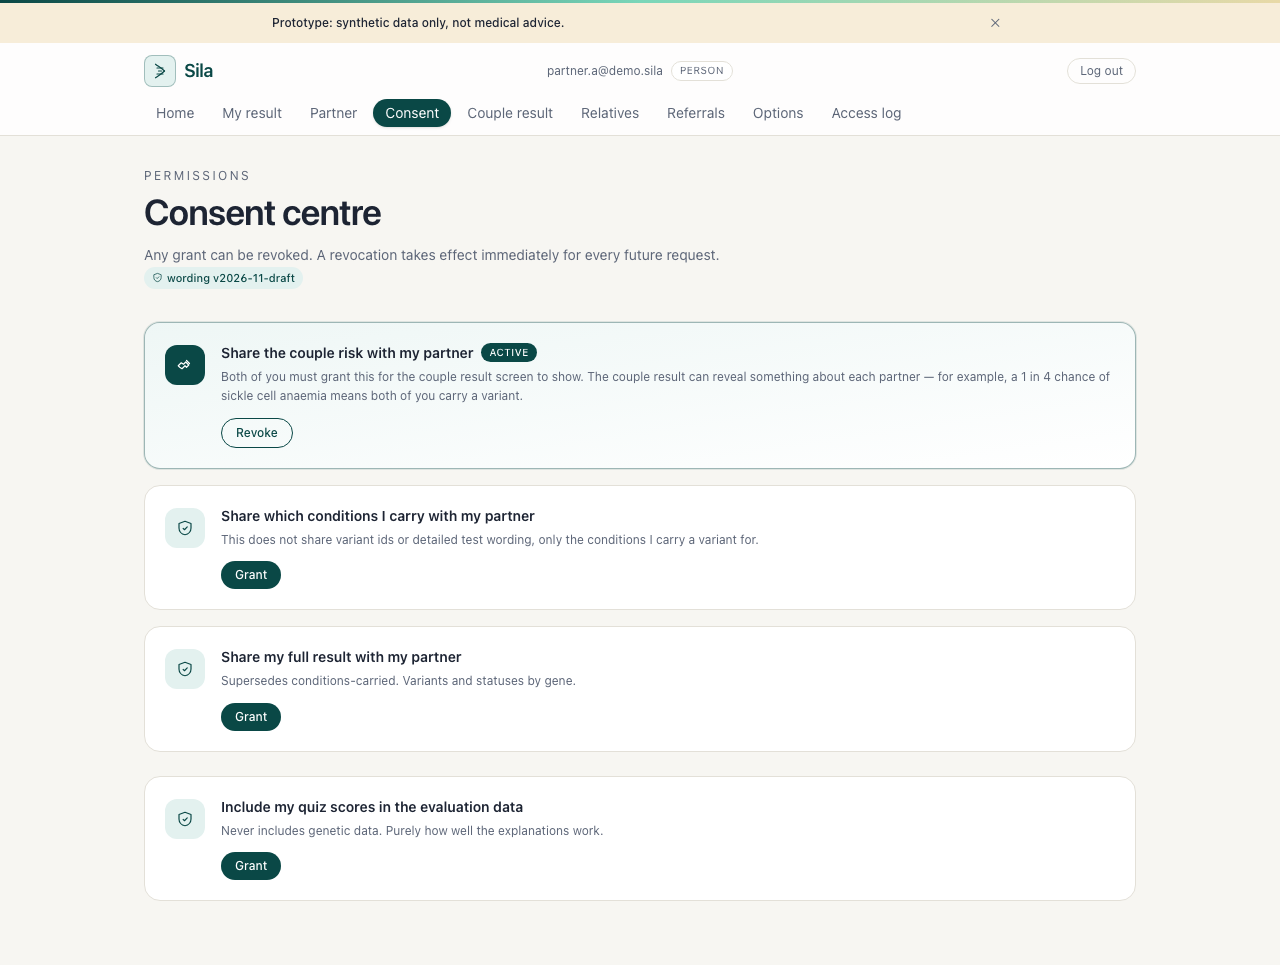 Prototype: synthetic data only, not medical advice.
Sila
partner.a@demo.sila
PERSON
Log out
Home
My result
Partner
Consent
Couple result
Relatives
Referrals
Options
Access log
PERMISSIONS
Consent centre
Any grant can be revoked. A revocation takes effect immediately for every future request.
wording v2026-11-draft
Share the couple risk with my partner
ACTIVE
Both of you must grant this for the couple result screen to show. The couple result can reveal something about each partner — for example, a 1 in 4 chance of
sickle cell anaemia means both of you carry a variant.
Revoke
Share which conditions I carry with my partner
This does not share variant ids or detailed test wording, only the conditions I carry a variant for.
Grant
Share my full result with my partner
Supersedes conditions-carried. Variants and statuses by gene.
Grant
Include my quiz scores in the evaluation data
Never includes genetic data. Purely how well the explanations work.
Grant